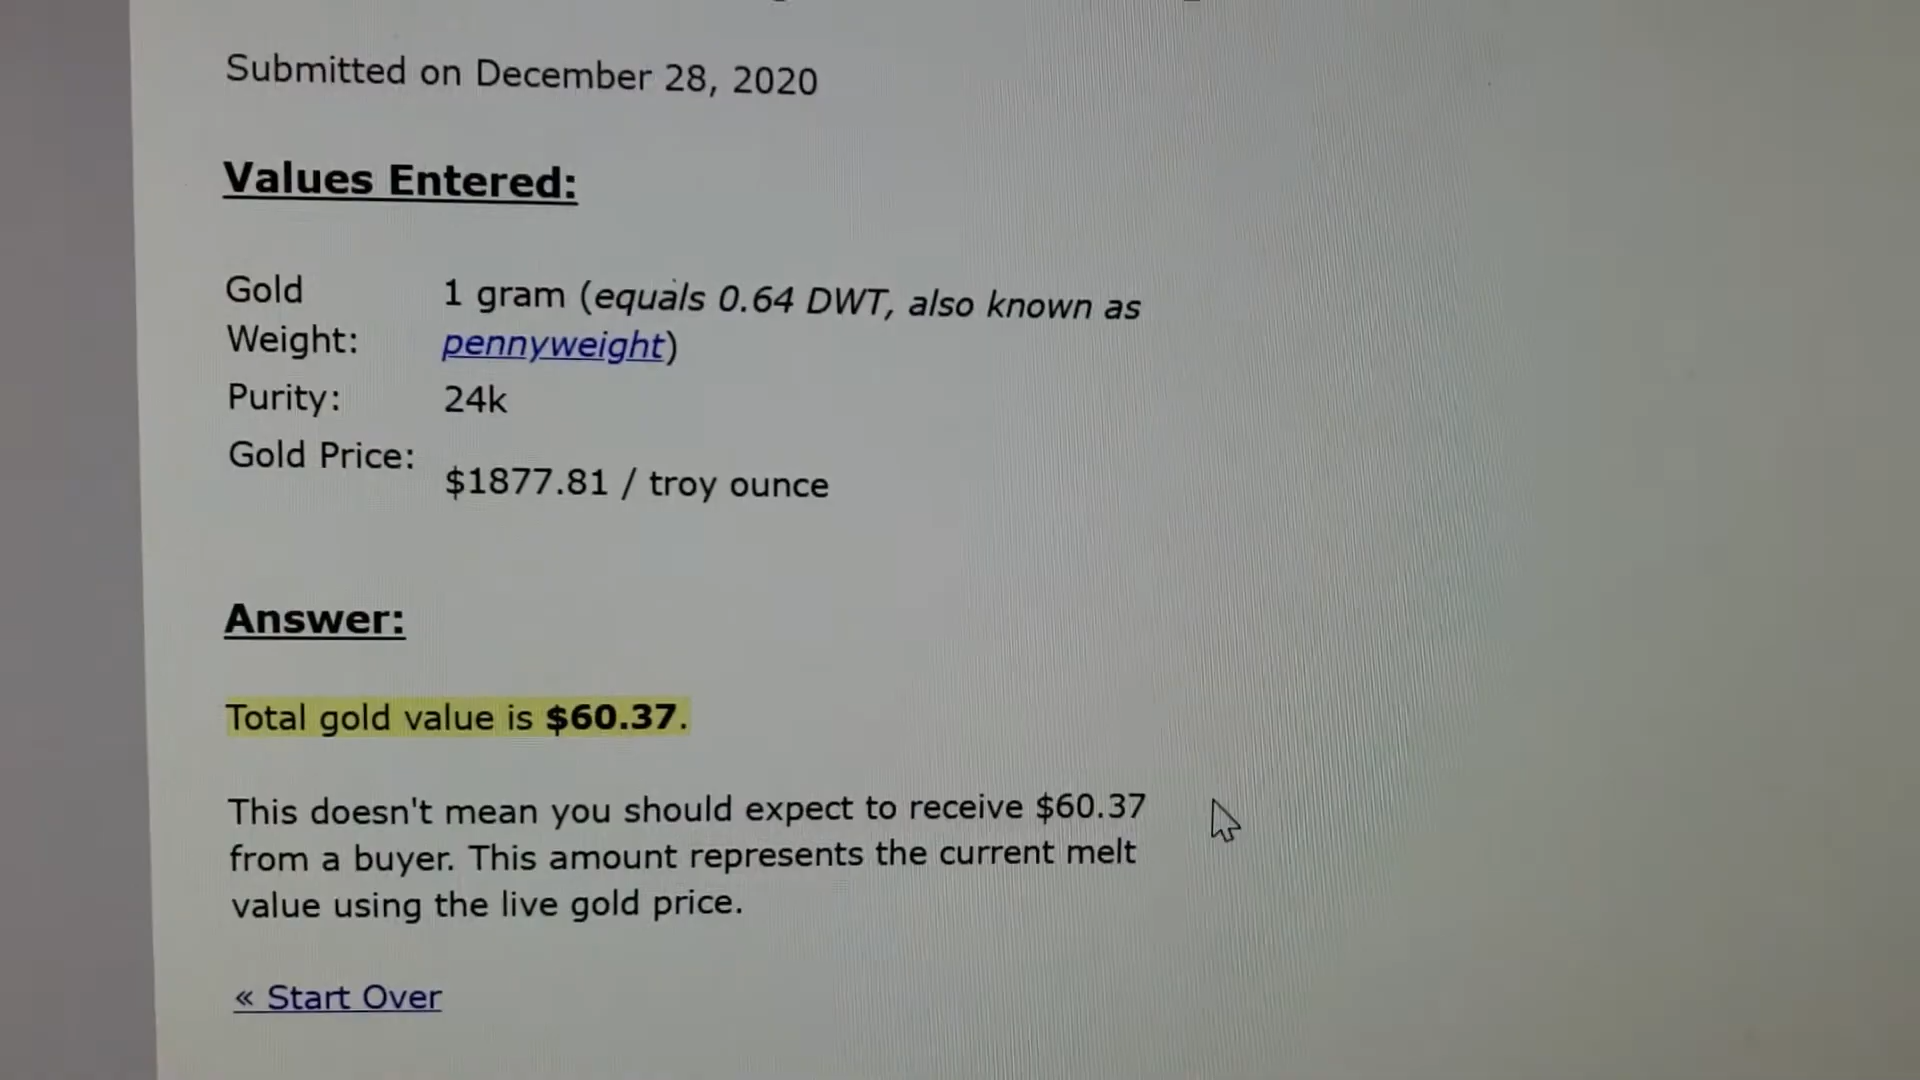 Submitted on December 28, 2020
Values Entered:
Gold Weight: 1 gram (equals 0.64 DWT, also known as
pennyweight)
Purity: 24k
Gold Price: $1877.81 / troy ounce
Answer:
Total gold value is $60.37.
This doesn't mean you should expect to receive $60.37
from a buyer. This amount represents the current melt
value using the live gold price.
« Start Over